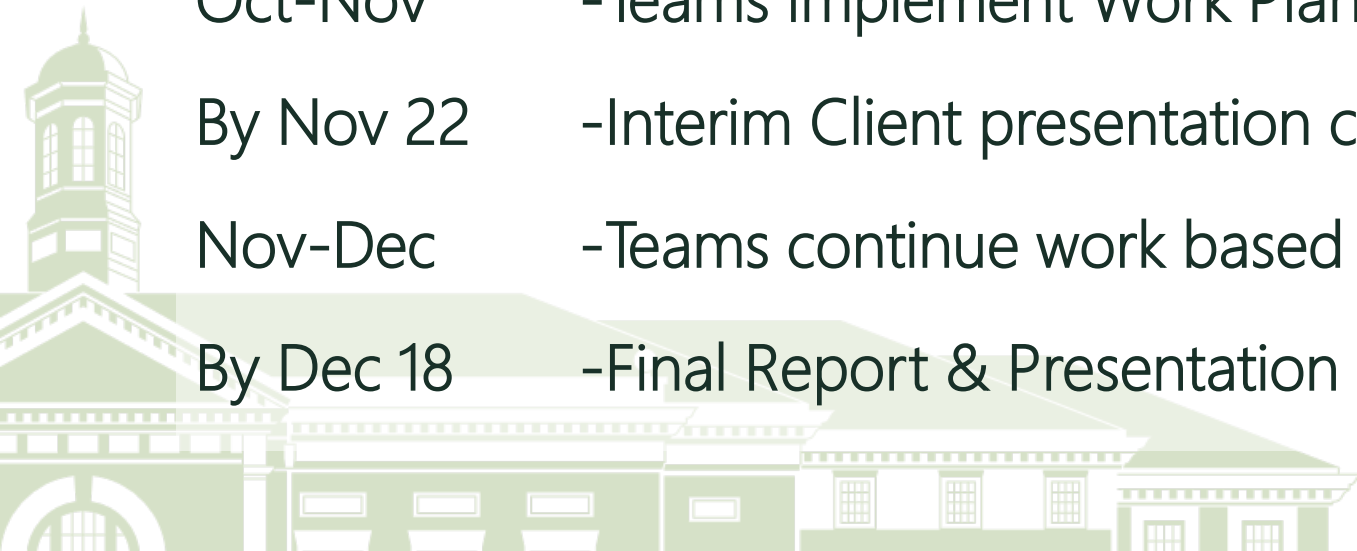 Oct-Nov -Teams Implement Work Plan
By Nov 22 -Interim Client presentation
Nov-Dec -Teams continue work based
By Dec 18 -Final Report & Presentation